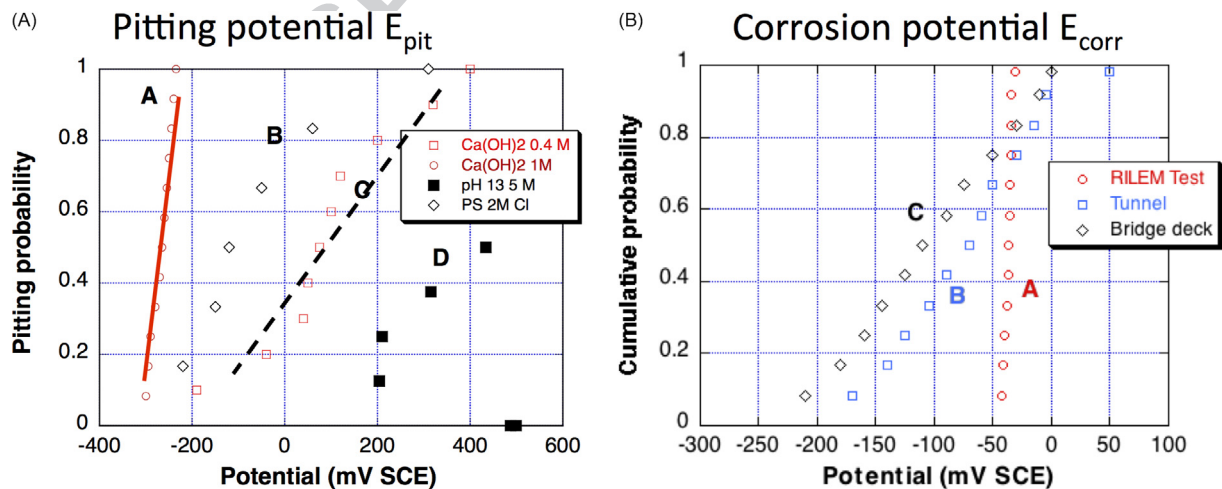 (A)
Pitting potential Epit
Pitting probability
1
0.8
0.6
0.4
0.2
0
-400
-200
0
200
400
600
Potential (mV SCE)
A
B
C
D
Ca(OH)2 0.4 M
Ca(OH)2 1M
pH 13 5 M
PS 2M Cl
(B)
Corrosion potential Ecorr
Cumulative probability
1
0.8
0.6
0.4
0.2
0
-300
-250
-200
-150
-100
-50
0
50
100
Potential (mV SCE)
C
B
A
RILEM Test
Tunnel
Bridge deck